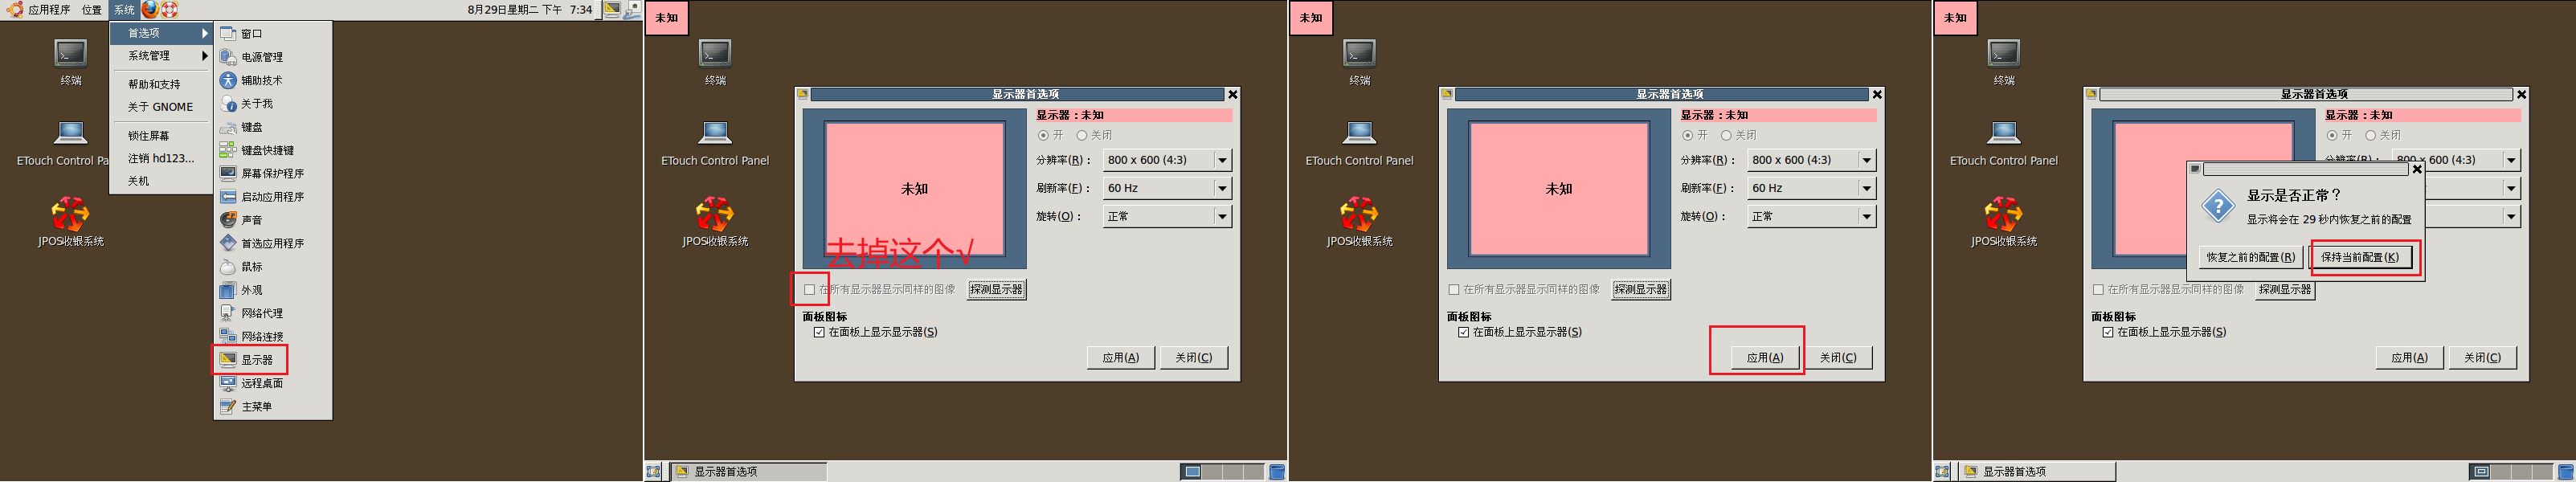 应用程序 位置 系统
8月29日星期二 下午 7:34
首选项
系统管理
帮助和支持
关于 GNOME
锁住屏幕
注销 hd123...
关机
窗口
电源管理
辅助技术
关于我
键盘
键盘快捷键
屏幕保护程序
启动应用程序
声音
首选应用程序
鼠标
外观
网络代理
网络连接
显示器
远程桌面
主菜单
终端
ETouch Control Pa
JPOS收银系统
未知
终端
ETouch Control Panel
JPOS收银系统
显示器首选项
显示器：未知
开 关闭
分辨率(R)： 800 x 600 (4:3)
刷新率(F)： 60 Hz
旋转(O)： 正常
未知
去掉这个√
在所有显示器显示同样的图像 探测显示器
面板图标
在面板上显示显示器(S)
应用(A) 关闭(C)
显示器首选项
未知
终端
ETouch Control Panel
JPOS收银系统
显示器首选项
显示器：未知
开 关闭
分辨率(R)： 800 x 600 (4:3)
刷新率(F)： 60 Hz
旋转(O)： 正常
未知
在所有显示器显示同样的图像 探测显示器
面板图标
在面板上显示显示器(S)
应用(A) 关闭(C)
未知
终端
ETouch Control Panel
JPOS收银系统
显示器首选项
显示器：未知
开 关闭
分辨率(R)： 800 x 600 (4:3)
显示是否正常？
显示将会在 29 秒内恢复之前的配置
恢复之前的配置(R) 保持当前配置(K)
在所有显示器显示同样的图像 探测显示器
面板图标
在面板上显示显示器(S)
应用(A) 关闭(C)
显示器首选项